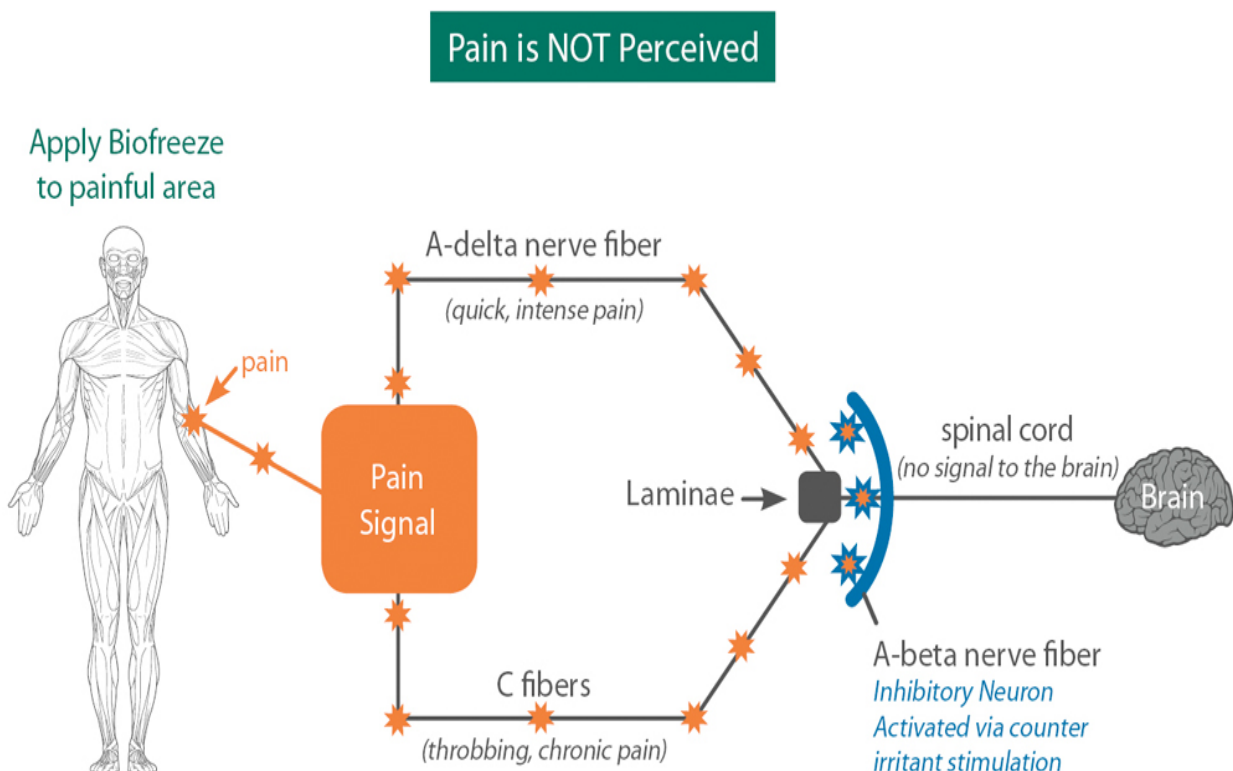 Pain is NOT Perceived
Apply Biofreeze
to painful area
pain
Pain
Signal
A-delta nerve fiber
(quick, intense pain)
Laminae
C fibers
(throbbing, chronic pain)
spinal cord
(no signal to the brain)
Brain
A-beta nerve fiber
Inhibitory Neuron
Activated via counter
irritant stimulation